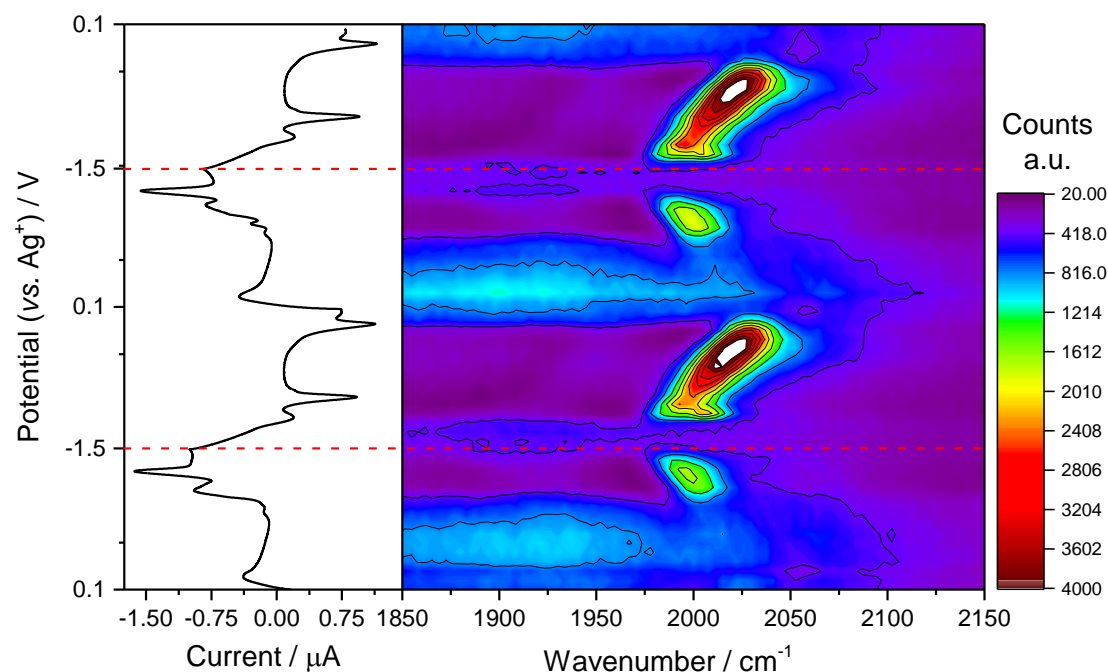 0.1
-1.5
0.1
-1.5
0.1
Potential (vs. Ag⁺) / V
-1.50 -0.75 0.00 0.75
Current / μA
1850 1900 1950 2000 2050 2100 2150
Wavenumber / cm⁻¹
Counts
a.u.
20.00
418.0
816.0
1214
1612
2010
2408
2806
3204
3602
4000